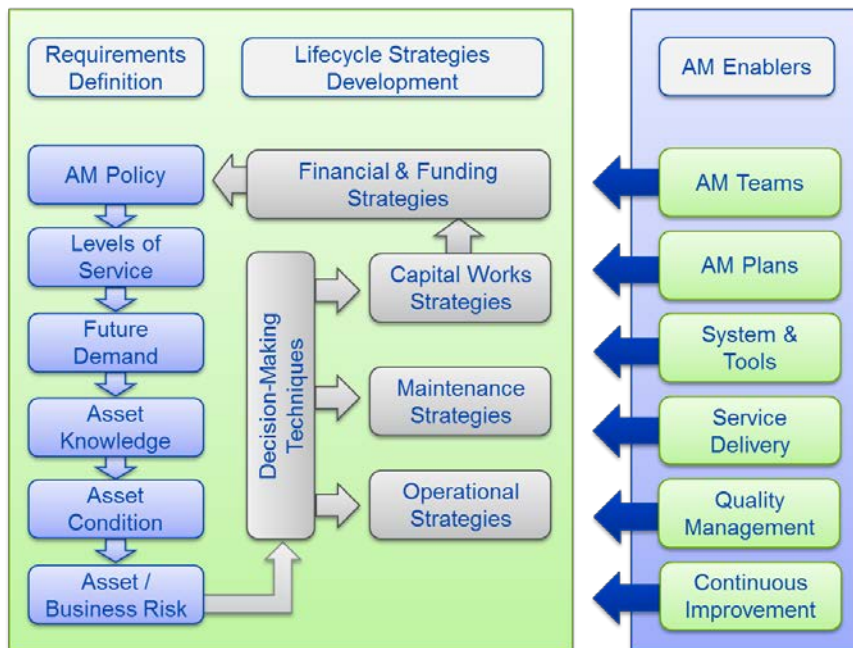 Requirements
Definition
Lifecycle Strategies
Development
AM Enablers
AM Policy
Levels of
Service
Future
Demand
Asset
Knowledge
Asset
Condition
Asset /
Business Risk
Decision-Making
Techniques
Financial & Funding
Strategies
Capital Works
Strategies
Maintenance
Strategies
Operational
Strategies
AM Teams
AM Plans
System &
Tools
Service
Delivery
Quality
Management
Continuous
Improvement